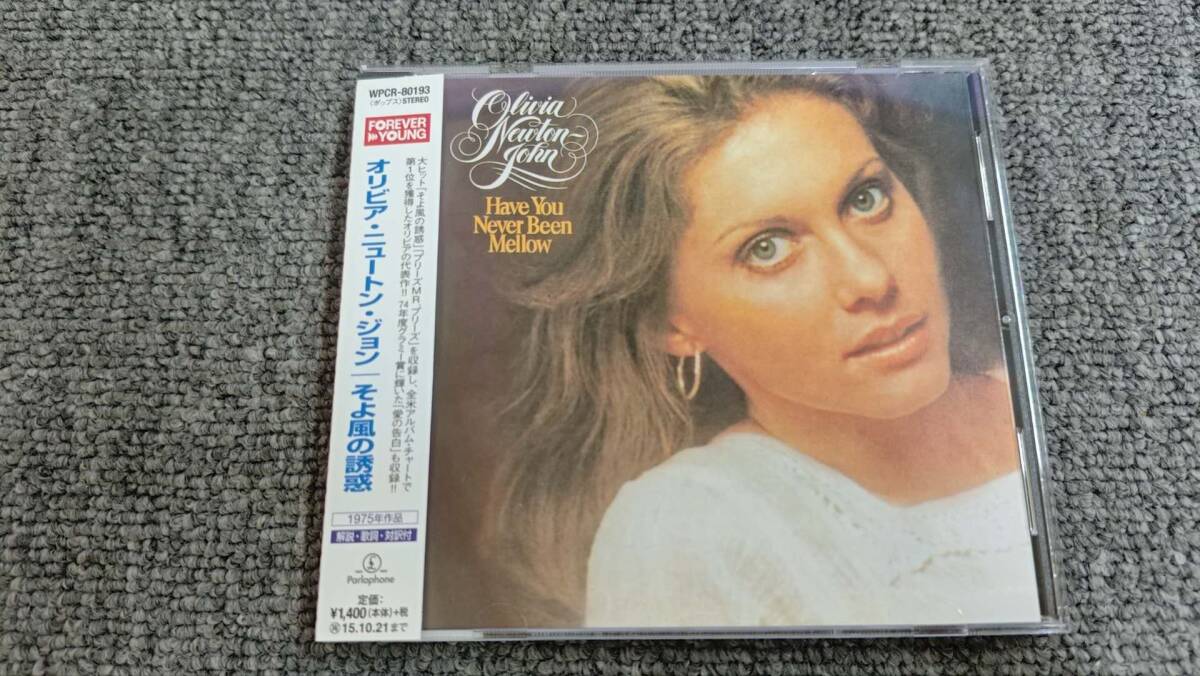 WPCR-80193
〈ポップス〉STEREO
FOREVER
YOUNG
オリビア・ニュートン・ジョン|そよ風の誘惑
大ヒット「そよ風の誘惑」「プリーズMR.プリーズ」を収録し、全米アルバム・チャートで
第1位を獲得したオリビアの代表作!! 74年度グラミー賞に輝いた「愛の告白」も収録!!
1975年作品
解説・歌詞・対訳付
Parlophone
定価:
¥1,400(本体)+税
15.10.21まで
Olivia
Newton-
John
Have You
Never Been
Mellow